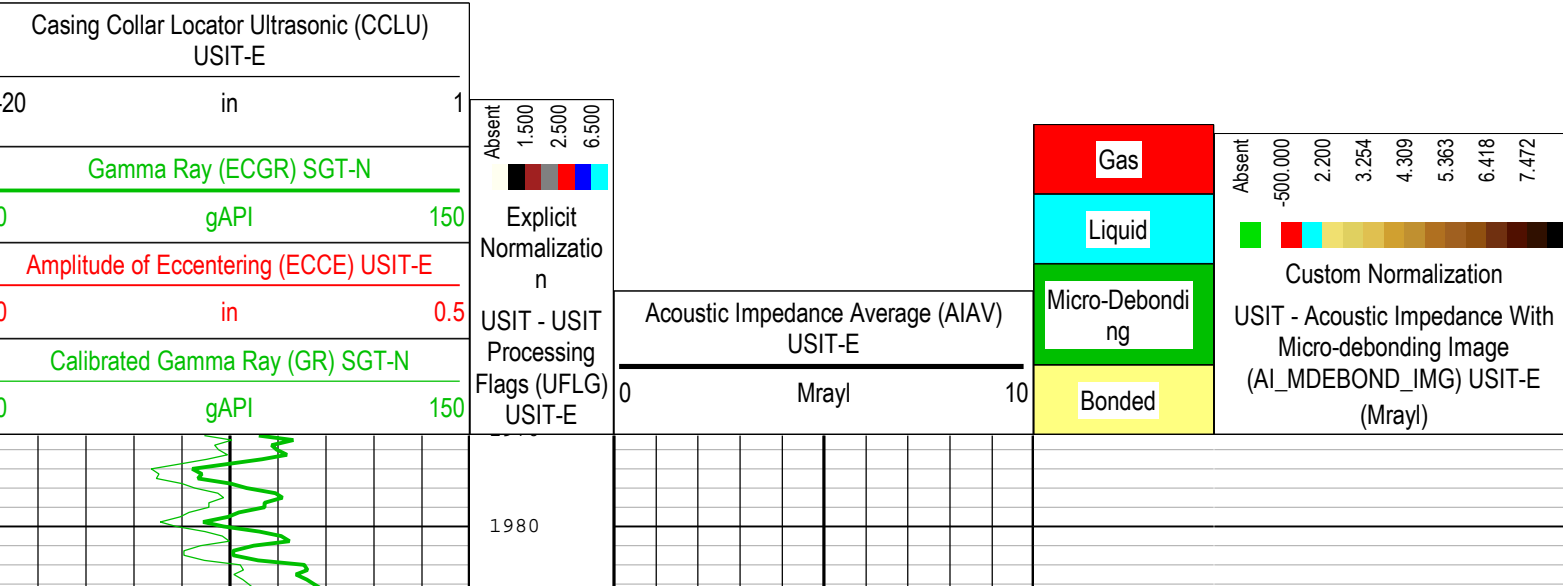 Casing Collar Locator Ultrasonic (CCLU)
USIT-E
-20 in 1
Gamma Ray (ECGR) SGT-N
0 gAPI 150
Amplitude of Eccentering (ECCE) USIT-E
0 in 0.5
Calibrated Gamma Ray (GR) SGT-N
0 gAPI 150
Absent
1.500
2.500
6.500
Explicit
Normalizatio
n
USIT - USIT
Processing
Flags (UFLG)
USIT-E
Acoustic Impedance Average (AIAV)
USIT-E
0 Mrayl 10
Gas
Liquid
Micro-Debondi
ng
Bonded
Absent
-500.000
2.200
3.254
4.309
5.363
6.418
7.472
Custom Normalization
USIT - Acoustic Impedance With
Micro-debonding Image
(AI_MDEBOND_IMG) USIT-E
(Mrayl)
1980